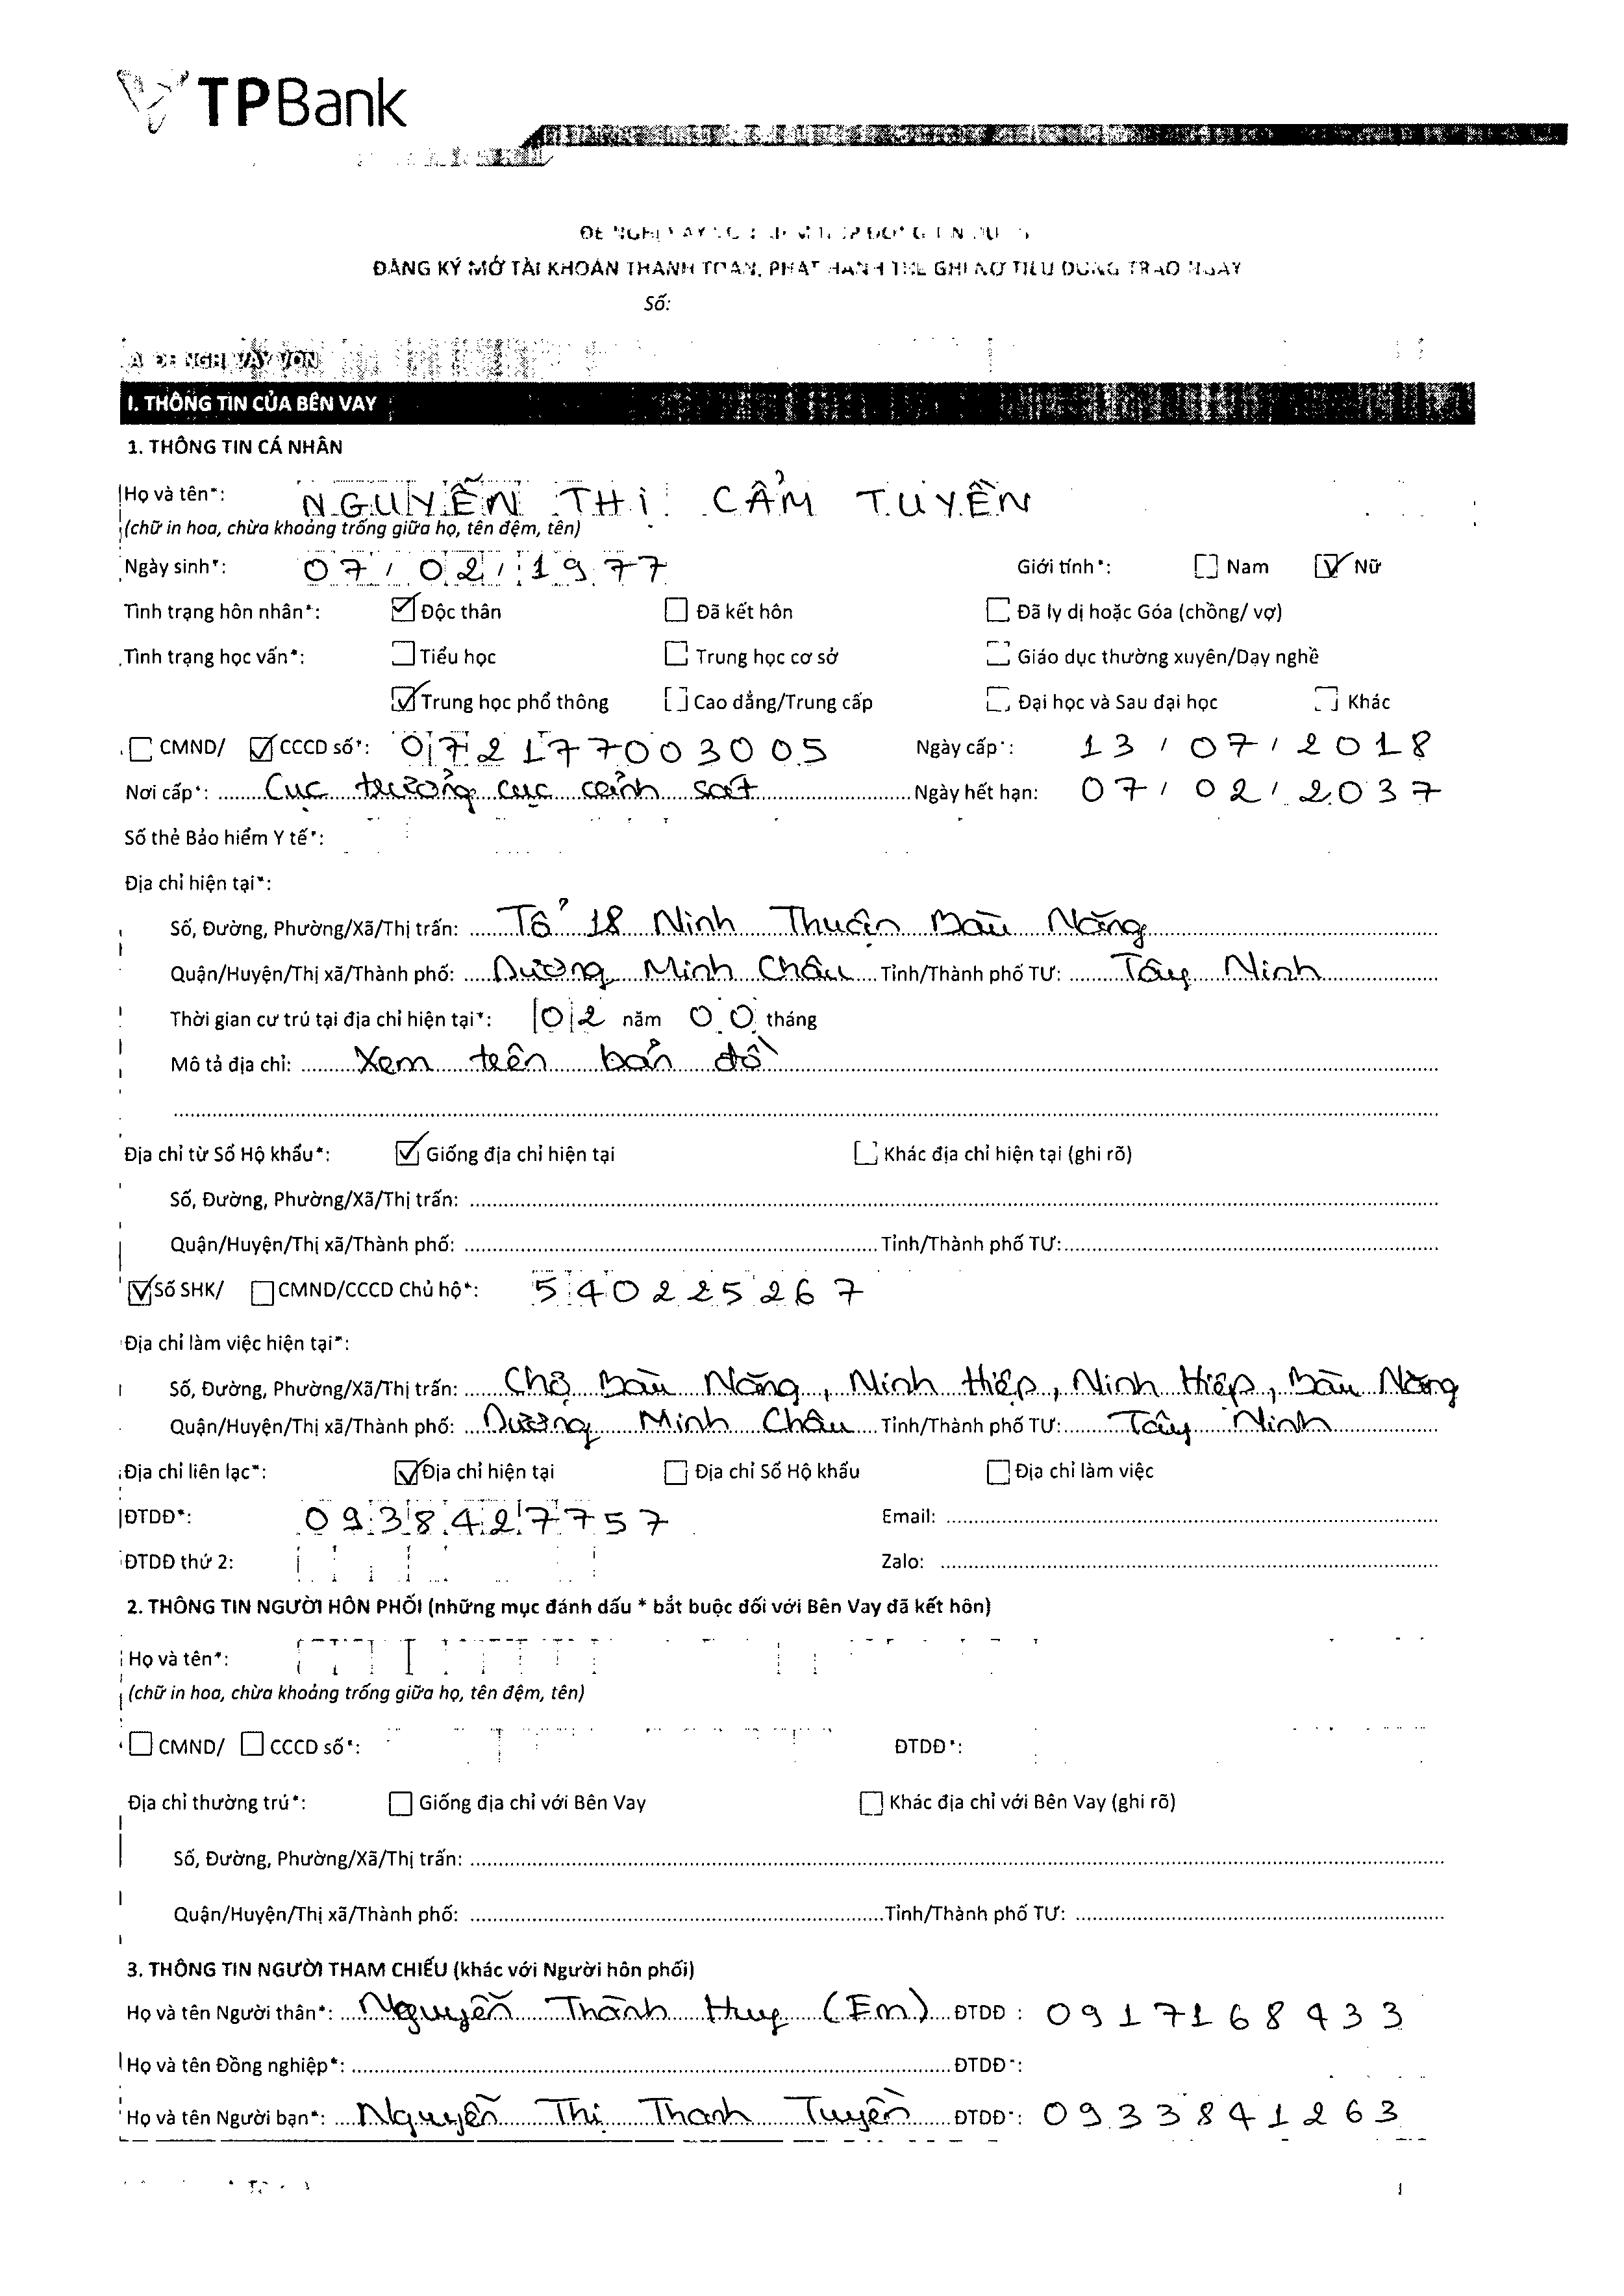 TPBank
ĐĂNG KÝ MỞ TÀI KHOẢN THANH TOÁN, PHÁT HÀNH THẺ GHI NỢ TIÊU DÙNG TRAO NGAY
Số:
A ĐỀ NGHỊ VAY VỐN
I. THÔNG TIN CỦA BÊN VAY
1. THÔNG TIN CÁ NHÂN
Họ và tên*: NGUYỄN THỊ CẨM TUYỀN
(chữ in hoa, chừa khoảng trống giữa họ, tên đệm, tên)
Ngày sinh*: 07/02/1977 Giới tính*: Nam Nữ
Tình trạng hôn nhân*: Độc thân Đã kết hôn Đã ly dị hoặc Góa (chồng/ vợ)
Tình trạng học vấn*: Tiểu học Trung học cơ sở Giáo dục thường xuyên/Dạy nghề
Trung học phổ thông Cao đẳng/Trung cấp Đại học và Sau đại học Khác
CMND/ CCCD số*: 072177003005 Ngày cấp*: 13/07/2018
Nơi cấp*: Cục trưởng cục cảnh sát Ngày hết hạn: 07/02/2037
Số thẻ Bảo hiểm Y tế*:
Địa chỉ hiện tại*:
Số, Đường, Phường/Xã/Thị trấn: Tổ 18 Ninh Thuận Bàu Năng
Quận/Huyện/Thị xã/Thành phố: Dương Minh Châu Tỉnh/Thành phố TƯ: Tây Ninh
Thời gian cư trú tại địa chỉ hiện tại*: 02 năm 00 tháng
Mô tả địa chỉ: Xem trên bản đồ
Địa chỉ từ Sổ Hộ khẩu*: Giống địa chỉ hiện tại Khác địa chỉ hiện tại (ghi rõ)
Số, Đường, Phường/Xã/Thị trấn:
Quận/Huyện/Thị xã/Thành phố: Tỉnh/Thành phố TƯ:
Số SHK/ CMND/CCCD Chủ hộ*: 540225267
Địa chỉ làm việc hiện tại*:
Số, Đường, Phường/Xã/Thị trấn: Chợ Bàu Năng, Ninh Hiệp, Ninh Hiệp, Bàu Năng
Quận/Huyện/Thị xã/Thành phố: Dương Minh Châu Tỉnh/Thành phố TƯ: Tây Ninh
Địa chỉ liên lạc*: Địa chỉ hiện tại Địa chỉ Sổ Hộ khẩu Địa chỉ làm việc
ĐTDĐ*: 0938427757 Email:
ĐTDĐ thứ 2: Zalo:
2. THÔNG TIN NGƯỜI HÔN PHỐI (những mục đánh dấu * bắt buộc đối với Bên Vay đã kết hôn)
Họ và tên*:
(chữ in hoa, chừa khoảng trống giữa họ, tên đệm, tên)
CMND/ CCCD số*: ĐTDĐ*:
Địa chỉ thường trú*: Giống địa chỉ với Bên Vay Khác địa chỉ với Bên Vay (ghi rõ)
Số, Đường, Phường/Xã/Thị trấn:
Quận/Huyện/Thị xã/Thành phố: Tỉnh/Thành phố TƯ:
3. THÔNG TIN NGƯỜI THAM CHIẾU (khác với Người hôn phối)
Họ và tên Người thân*: Nguyễn Thành Huy (Em) ĐTDĐ : 0917168433
Họ và tên Đồng nghiệp*: ĐTDĐ*:
Họ và tên Người bạn*: Nguyễn Thị Thanh Tuyền ĐTDĐ*: 0933841263
1